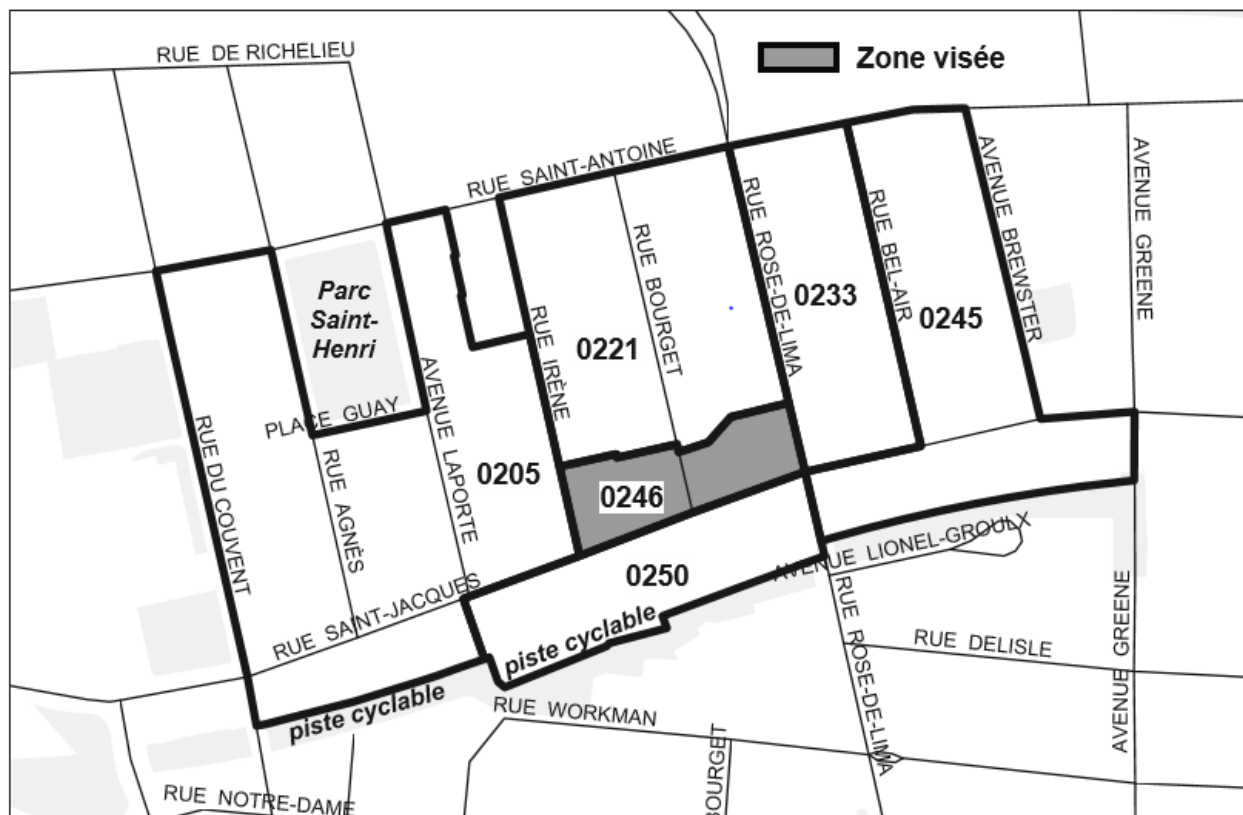 RUE DE RICHELIEU
Zone visée
RUE SAINT-ANTOINE
AVENUE BREWSTER
AVENUE GREENE
RUE ROSE-DE-LIMA
RUE BEL-AIR
RUE BOURGET
Parc
Saint-
Henri
0233
0245
RUE IRÈNE
0221
AVENUE LAPORTE
PLACE GUAY
RUE DU COUVENT
RUE AGNÈS
0205
0246
0250
AVENUE LIONEL-GROULX
RUE SAINT-JACQUES
AVENUE GREENE
RUE ROSE-DE-LIMA
RUE DELISLE
piste cyclable
piste cyclable
RUE WORKMAN
BOURGET
RUE NOTRE-DAME